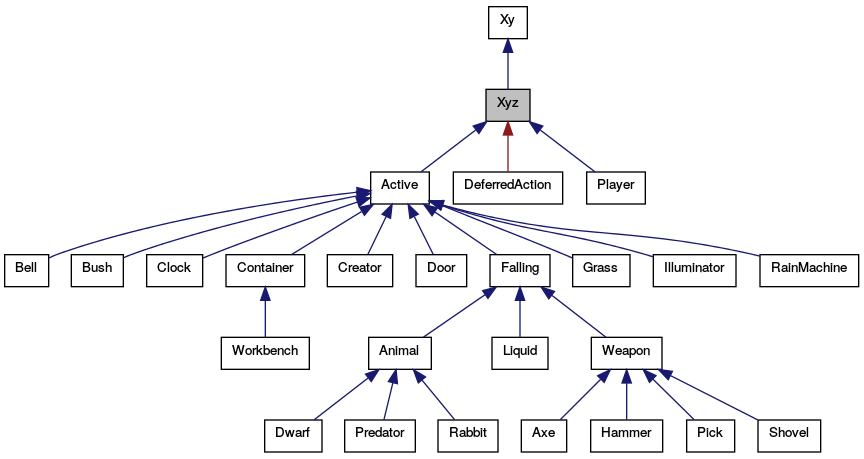 Xy
Xyz
Active
DeferredAction
Player
Bell
Bush
Clock
Container
Creator
Door
Falling
Grass
Illuminator
RainMachine
Workbench
Animal
Liquid
Weapon
Dwarf
Predator
Rabbit
Axe
Hammer
Pick
Shovel